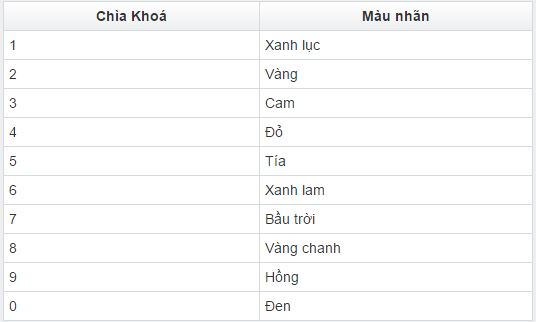 Chìa Khoá Màu nhãn
1 Xanh lục
2 Vàng
3 Cam
4 Đỏ
5 Tía
6 Xanh lam
7 Bầu trời
8 Vàng chanh
9 Hồng
0 Đen